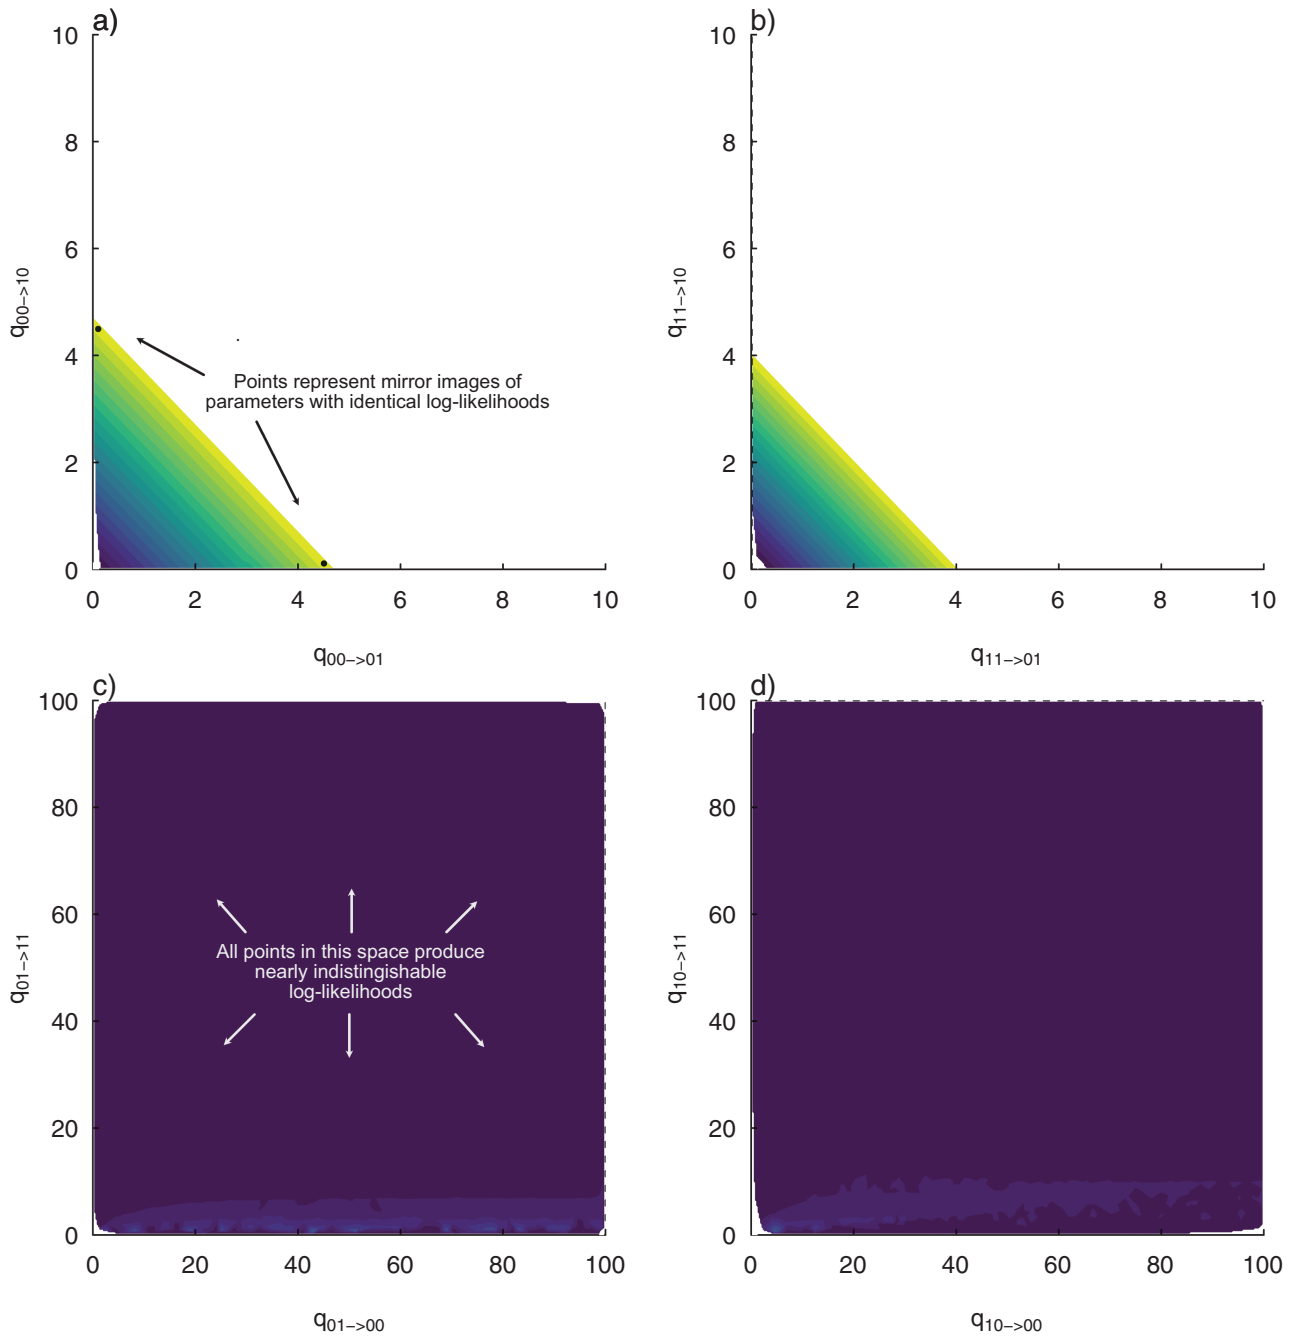 a)
10
8
6
4
2
0
q00->10
0 2 4 6 8 10
q00->01
Points represent mirror images of
parameters with identical log-likelihoods
b)
10
8
6
4
2
0
q11->10
0 2 4 6 8 10
q11->01
c)
100
80
60
40
20
0
q01->11
0 20 40 60 80 100
q01->00
All points in this space produce
nearly indistingishable
log-likelihoods
d)
100
80
60
40
20
0
q10->11
0 20 40 60 80 100
q10->00